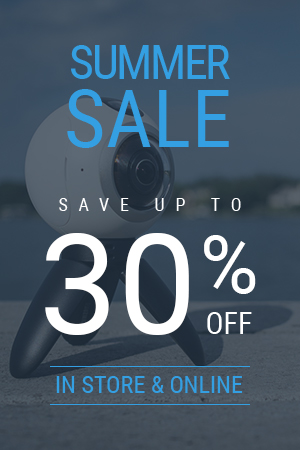 SUMMER
SALE
SAVE UP TO
30%
OFF
IN STORE & ONLINE